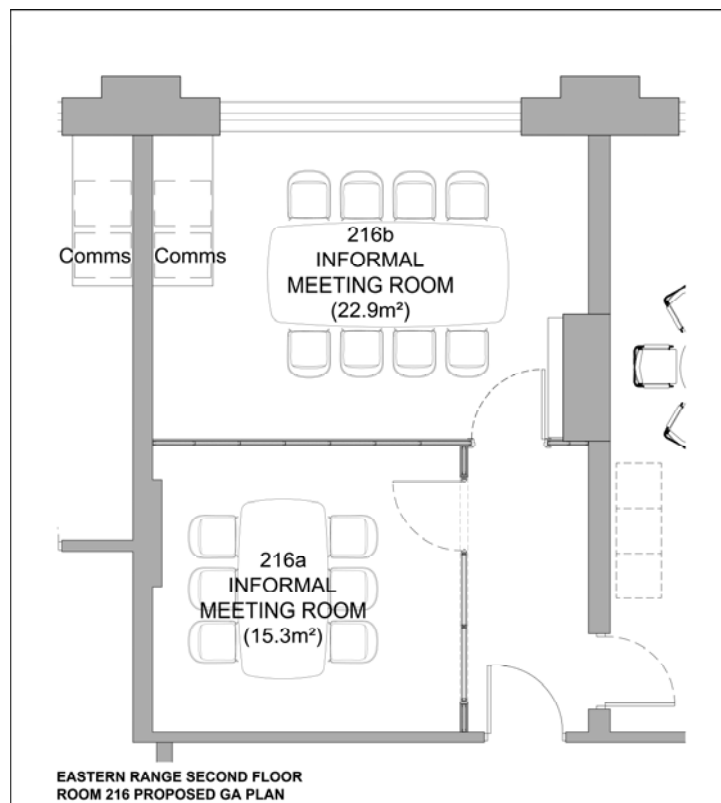 216b
INFORMAL
MEETING ROOM
(22.9m²)
Comms Comms
216a
INFORMAL
MEETING ROOM
(15.3m²)
EASTERN RANGE SECOND FLOOR
ROOM 216 PROPOSED GA PLAN